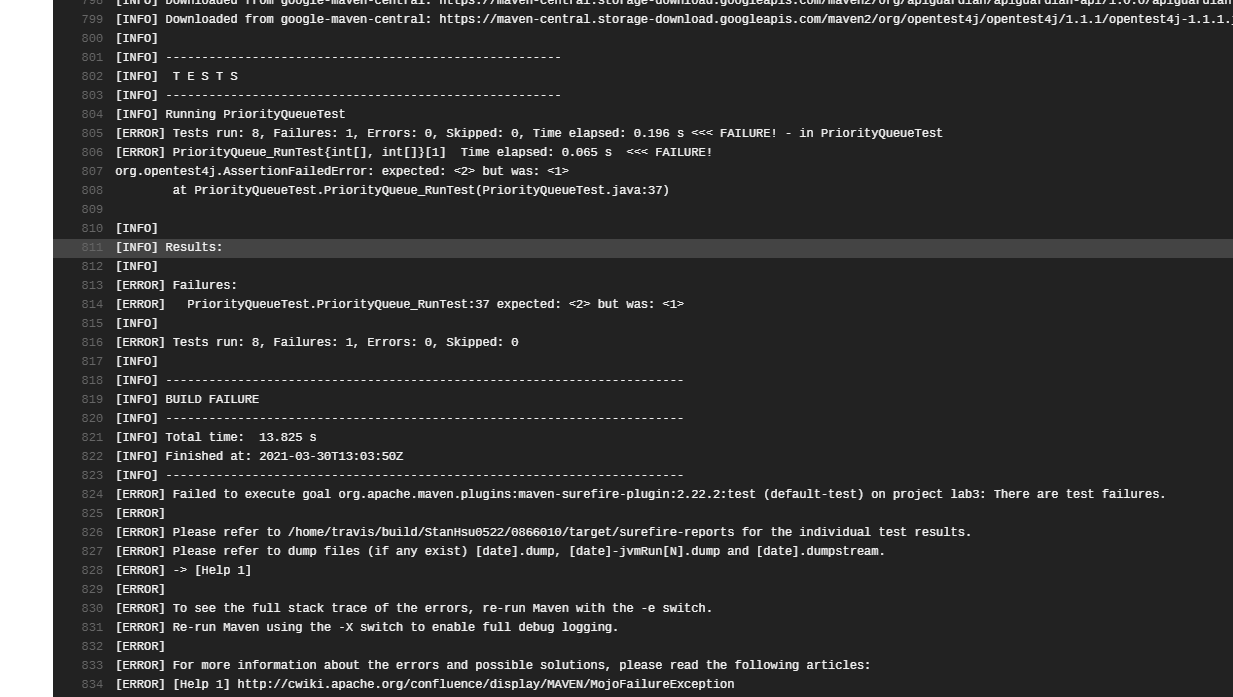 798 [INFO] Downloaded from google-maven-central: https://maven-central.storage-download.googleapis.com/maven2/org/apiguardian/apiguardian-api/1.0.0/apiguardian
799 [INFO] Downloaded from google-maven-central: https://maven-central.storage-download.googleapis.com/maven2/org/opentest4j/opentest4j/1.1.1/opentest4j-1.1.1.j
800 [INFO]
801 [INFO] -------------------------------------------------------
802 [INFO]  T E S T S
803 [INFO] -------------------------------------------------------
804 [INFO] Running PriorityQueueTest
805 [ERROR] Tests run: 8, Failures: 1, Errors: 0, Skipped: 0, Time elapsed: 0.196 s <<< FAILURE! - in PriorityQueueTest
806 [ERROR] PriorityQueue_RunTest{int[], int[]}[1]  Time elapsed: 0.065 s  <<< FAILURE!
807 org.opentest4j.AssertionFailedError: expected: <2> but was: <1>
808         at PriorityQueueTest.PriorityQueue_RunTest(PriorityQueueTest.java:37)
809
810 [INFO]
811 [INFO] Results:
812 [INFO]
813 [ERROR] Failures:
814 [ERROR]   PriorityQueueTest.PriorityQueue_RunTest:37 expected: <2> but was: <1>
815 [INFO]
816 [ERROR] Tests run: 8, Failures: 1, Errors: 0, Skipped: 0
817 [INFO]
818 [INFO] ------------------------------------------------------------------------
819 [INFO] BUILD FAILURE
820 [INFO] ------------------------------------------------------------------------
821 [INFO] Total time:  13.825 s
822 [INFO] Finished at: 2021-03-30T13:03:50Z
823 [INFO] ------------------------------------------------------------------------
824 [ERROR] Failed to execute goal org.apache.maven.plugins:maven-surefire-plugin:2.22.2:test (default-test) on project lab3: There are test failures.
825 [ERROR]
826 [ERROR] Please refer to /home/travis/build/StanHsu0522/0866010/target/surefire-reports for the individual test results.
827 [ERROR] Please refer to dump files (if any exist) [date].dump, [date]-jvmRun[N].dump and [date].dumpstream.
828 [ERROR] -> [Help 1]
829 [ERROR]
830 [ERROR] To see the full stack trace of the errors, re-run Maven with the -e switch.
831 [ERROR] Re-run Maven using the -X switch to enable full debug logging.
832 [ERROR]
833 [ERROR] For more information about the errors and possible solutions, please read the following articles:
834 [ERROR] [Help 1] http://cwiki.apache.org/confluence/display/MAVEN/MojoFailureException